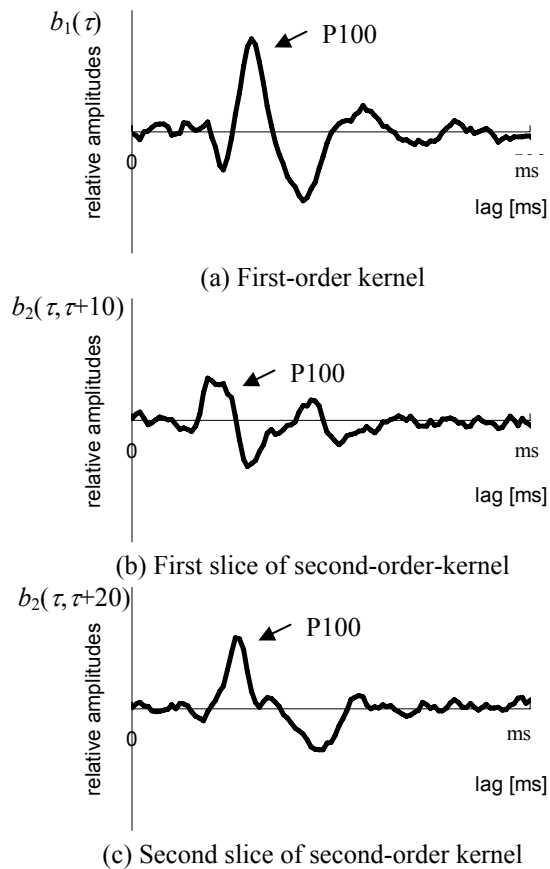 b₁(τ)
relative amplitudes
P100
0
ms
lag [ms]
(a) First-order kernel
b₂(τ, τ+10)
relative amplitudes
P100
0
ms
lag [ms]
(b) First slice of second-order-kernel
b₂(τ, τ+20)
relative amplitudes
P100
0
ms
lag [ms]
(c) Second slice of second-order kernel